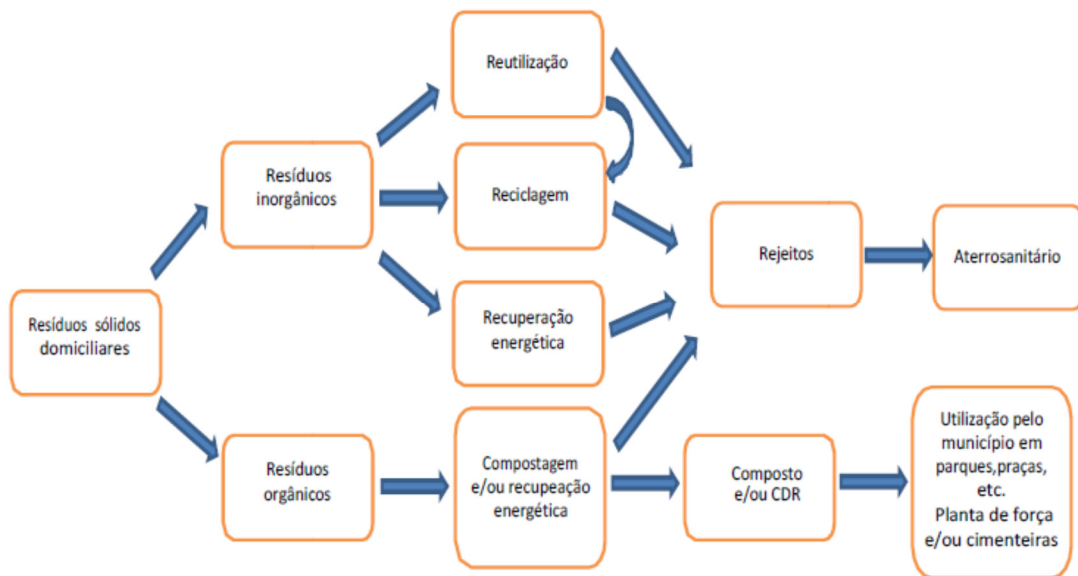 Reutilização
Resíduos
inorgânicos
Reciclagem
Rejeitos
Aterrosanitário
Resíduos sólidos
domiciliares
Recuperação
energética
Resíduos
orgânicos
Compostagem
e/ou recupeação
energética
Composto
e/ou CDR
Utilização pelo
município em
parques,praças,
etc.
Planta de força
e/ou cimenteiras